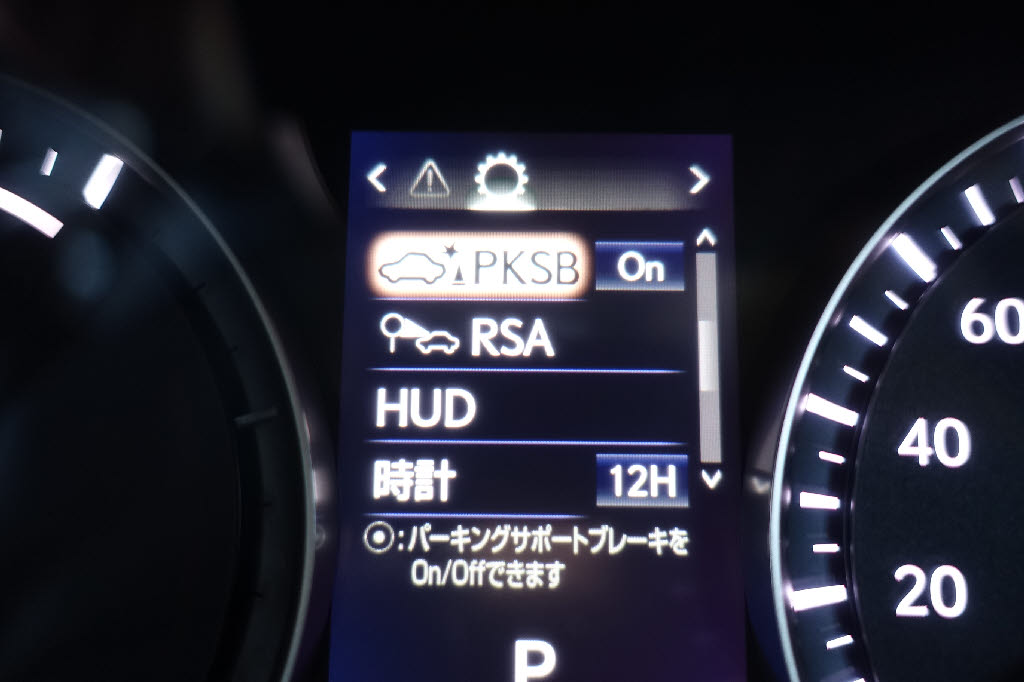 PKSB On
RSA
HUD
時計 12H
⦿:パーキングサポートブレーキを
On/Offできます
P
60
40
20